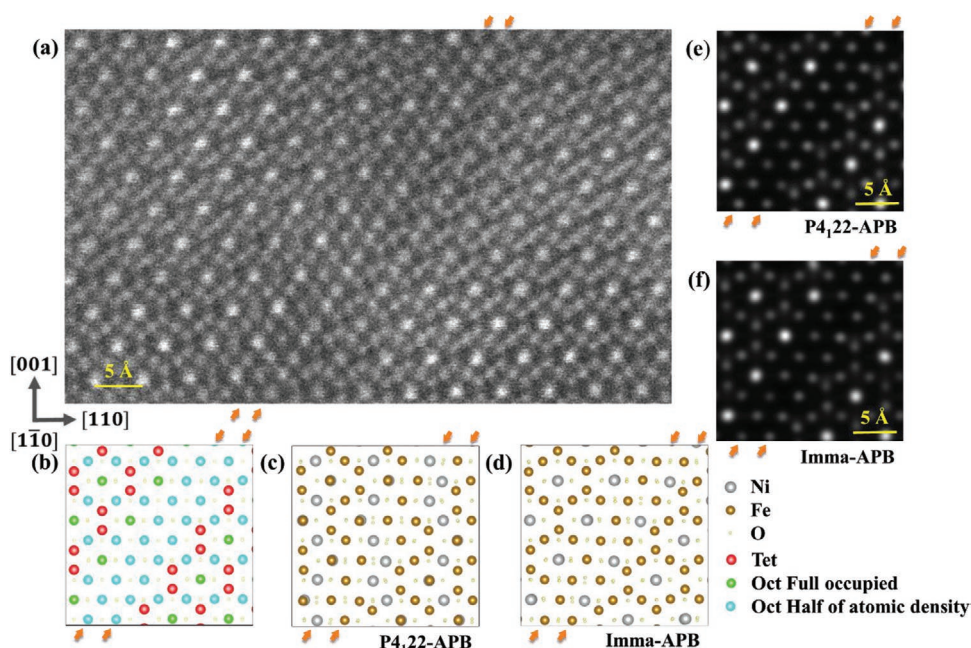 (a)
5 Å
[001]
[110]
[11̅0]
(b)
(c)
P4₁22-APB
(d)
Imma-APB
(e)
5 Å
P4₁22-APB
(f)
5 Å
Imma-APB
Ni
Fe
O
Tet
Oct Full occupied
Oct Half of atomic density